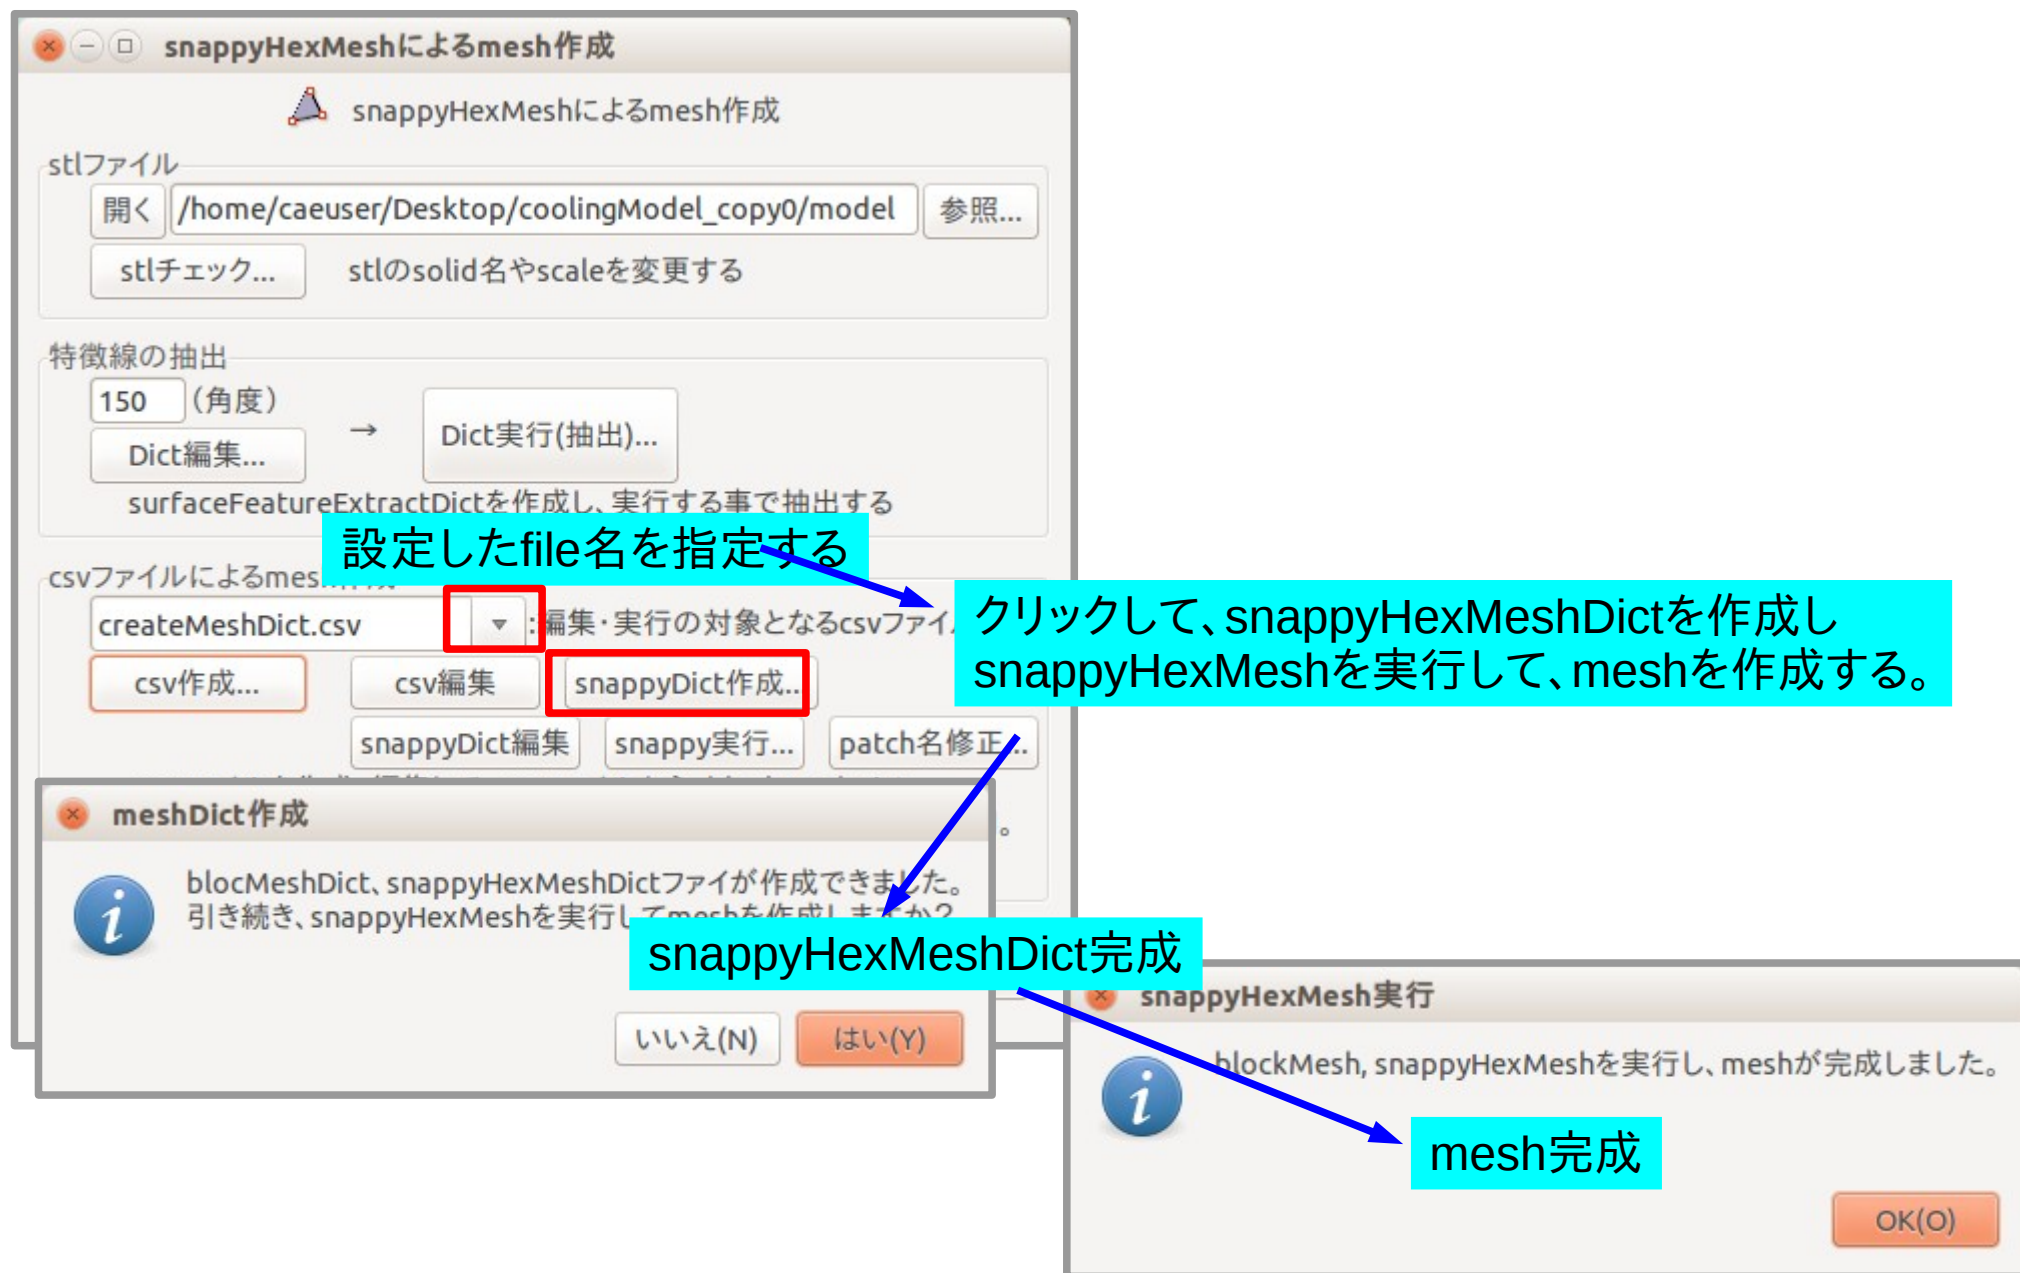 snappyHexMeshによるmesh作成
snappyHexMeshによるmesh作成
stlファイル
開く /home/caeuser/Desktop/coolingModel_copy0/model 参照...
stlチェック... stlのsolid名やscaleを変更する
特徴線の抽出
150 （角度）
→ Dict実行(抽出)...
Dict編集...
surfaceFeatureExtractDictを作成し、実行する事で抽出する
設定したfile名を指定する
csvファイルによるmes
createMeshDict.csv :編集・実行の対象となるcsvファイ
クリックして、snappyHexMeshDictを作成し
snappyHexMeshを実行して、meshを作成する。
csv作成... csv編集 snappyDict作成..
snappyDict編集 snappy実行... patch名修正...
meshDict作成
。
blocMeshDict、snappyHexMeshDictファイが作成できました。
引き続き、snappyHexMeshを実行してmeshを作成しますか？
snappyHexMeshDict完成
いいえ(N) はい(Y)
snappyHexMesh実行
blockMesh, snappyHexMeshを実行し、meshが完成しました。
mesh完成
OK(O)